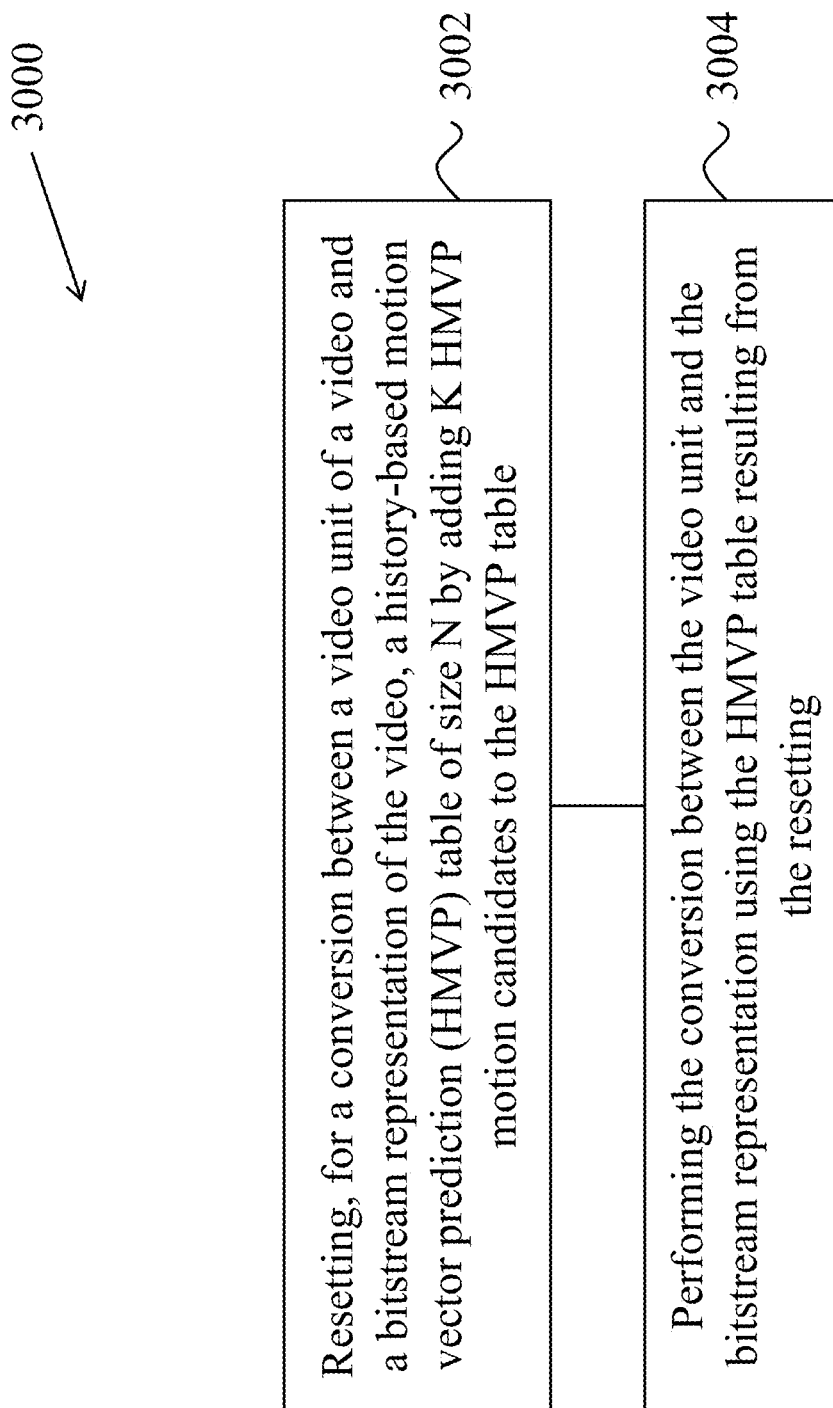 3000
Resetting, for a conversion between a video unit of a video and
a bitstream representation of the video, a history-based motion
vector prediction (HMVP) table of size N by adding K HMVP
motion candidates to the HMVP table
3002
Performing the conversion between the video unit and the
bitstream representation using the HMVP table resulting from
the resetting
3004